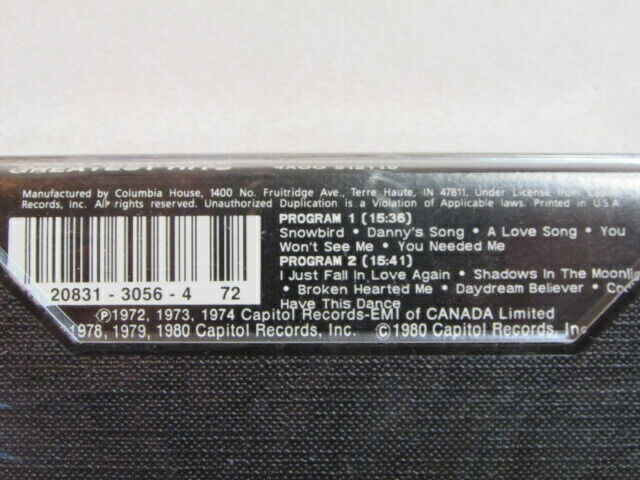 GREATEST HITS
Manufactured by Columbia House, 1400 No. Fruitridge Ave., Terre Haute, IN 47811, Under License from
Records, Inc. All rights reserved. Unauthorized Duplication is a Violation of Applicable laws. Printed in U.S.A
PROGRAM 1 [15:36]
Snowbird • Danny's Song • A Love Song • You
Won't See Me • You Needed Me
PROGRAM 2 [15:41]
I Just Fall In Love Again • Shadows In The Moonlig
• Broken Hearted Me • Daydream Believer • Co
Have This Dance
20831 - 3056 - 4 72
℗1972, 1973, 1974 Capitol Records-EMI of CANADA Limited
1978, 1979, 1980 Capitol Records, Inc. ©1980 Capitol Records, Inc